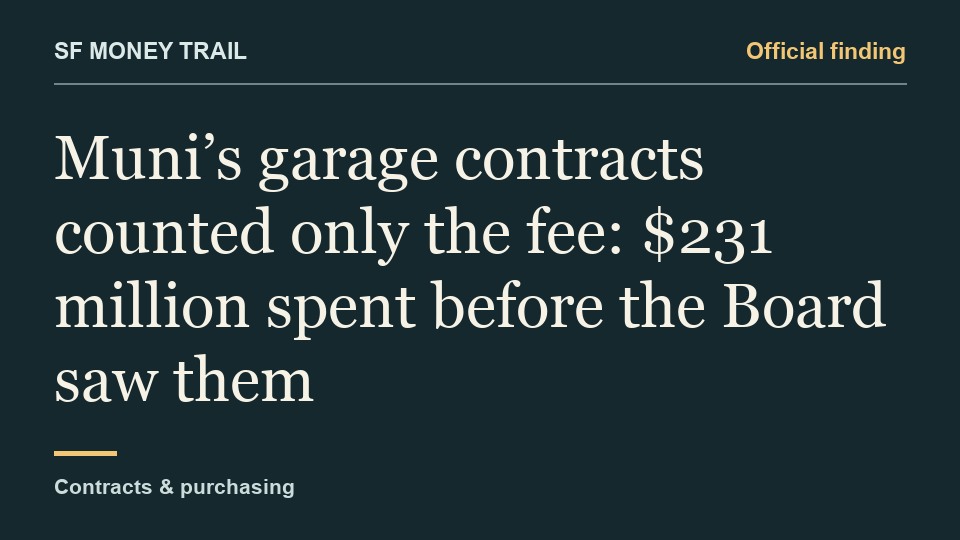 SF MONEY TRAIL
Official finding
Muni’s garage contracts
counted only the fee: $231
million spent before the Board
saw them
Contracts & purchasing